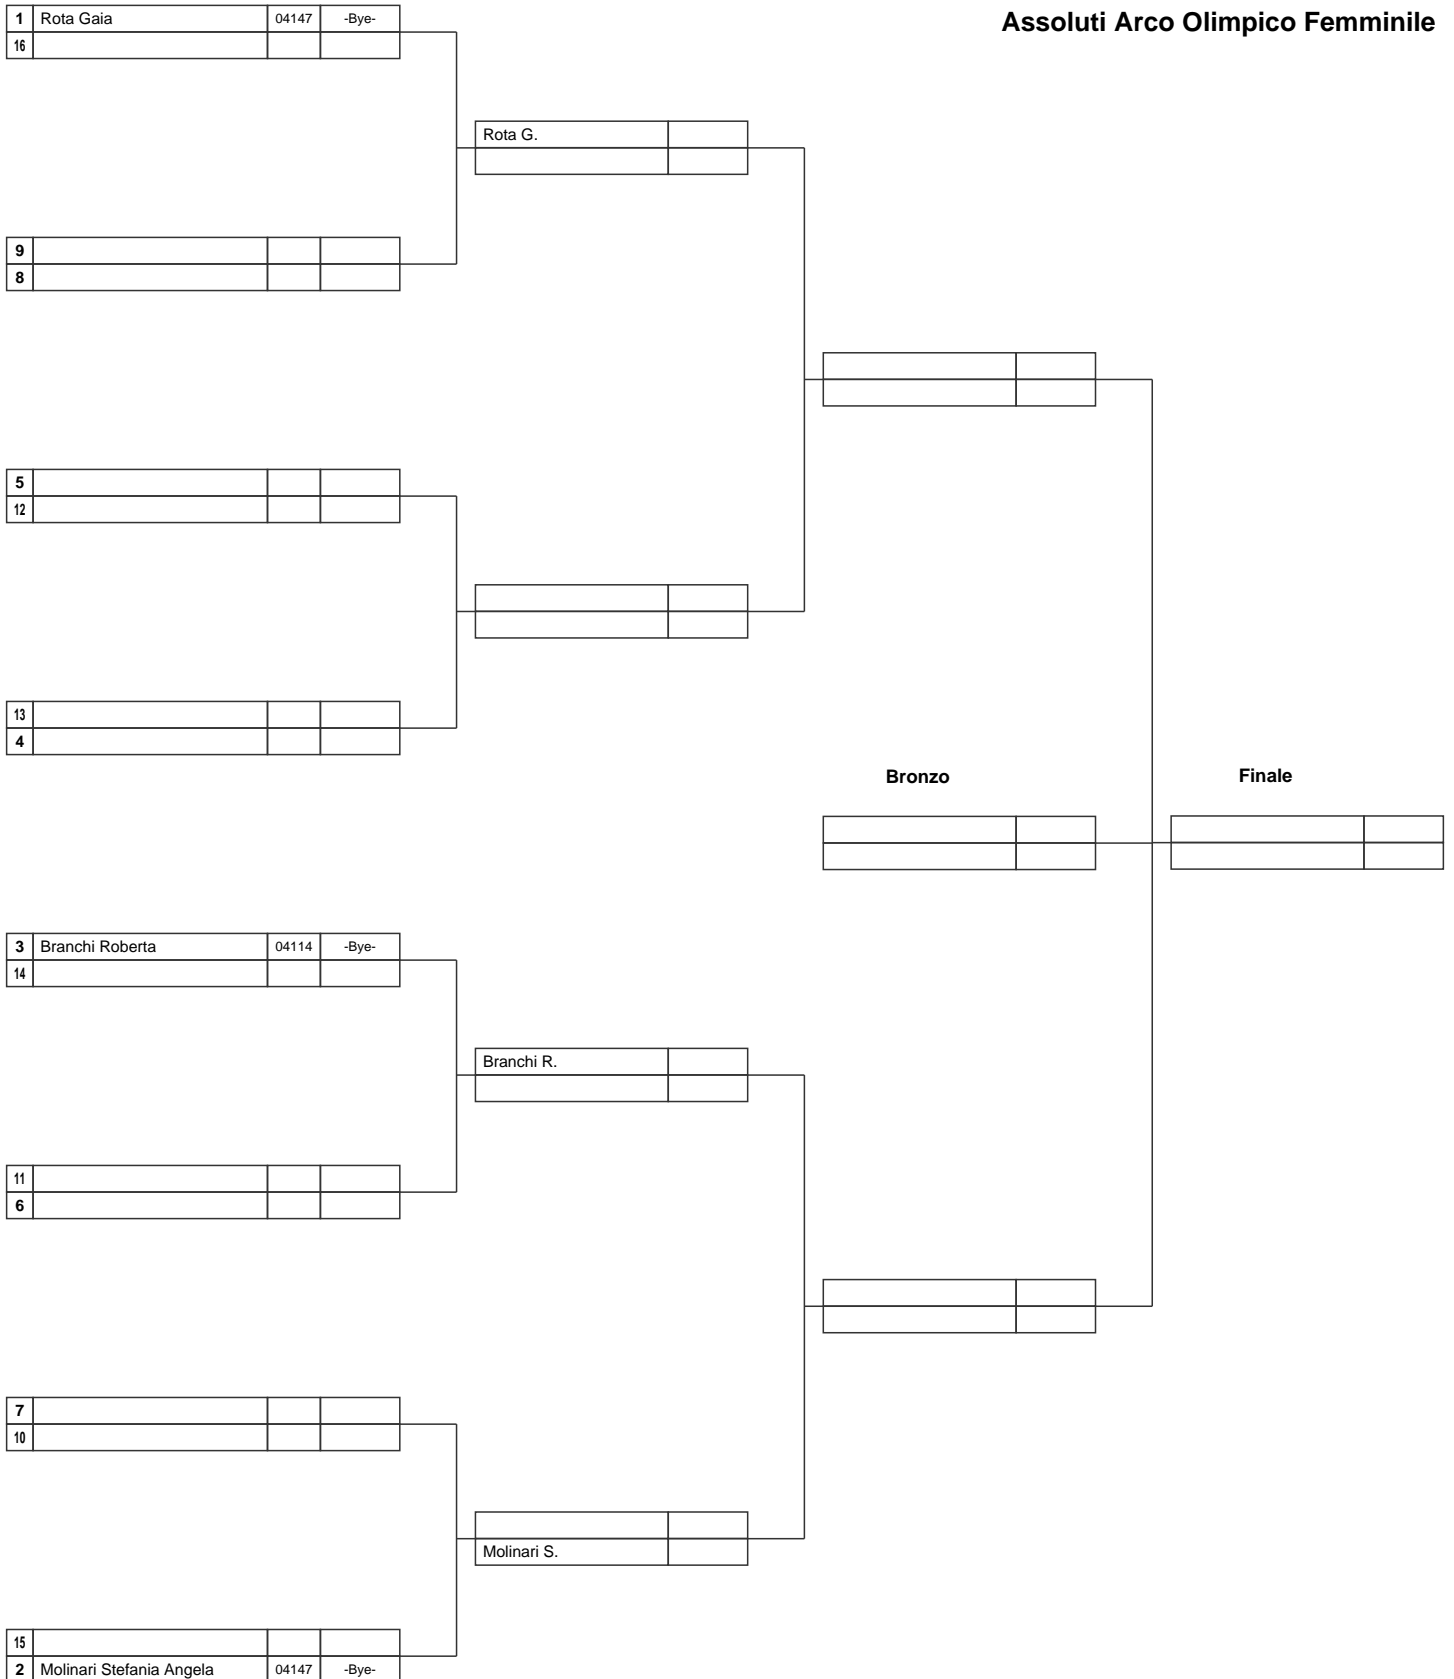 Assoluti Arco Olimpico Femminile
1 Rota Gaia 04147 -Bye-
16
Rota G.
9
8
5
12
13
4
Bronzo Finale
3 Branchi Roberta 04114 -Bye-
14
Branchi R.
11
6
7
10
Molinari S.
15
2 Molinari Stefania Angela 04147 -Bye-